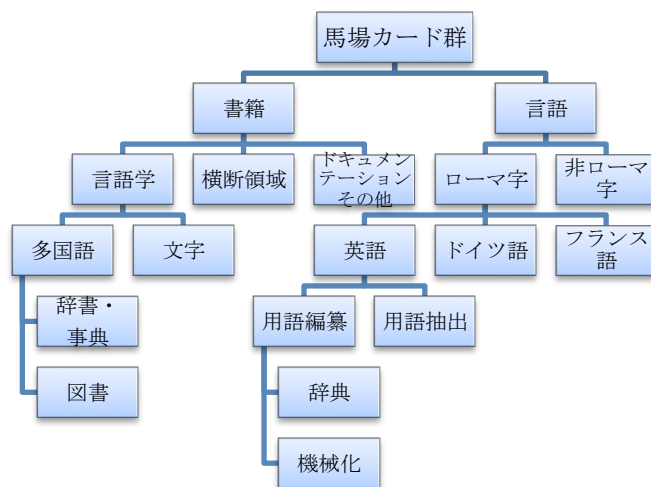 馬場カード群
書籍
言語
言語学
横断領域
ドキュメン
テーション
その他
ローマ字
非ローマ
字
多国語
文字
英語
ドイツ語
フランス
語
辞書・
事典
用語編纂
用語抽出
図書
辞典
機械化